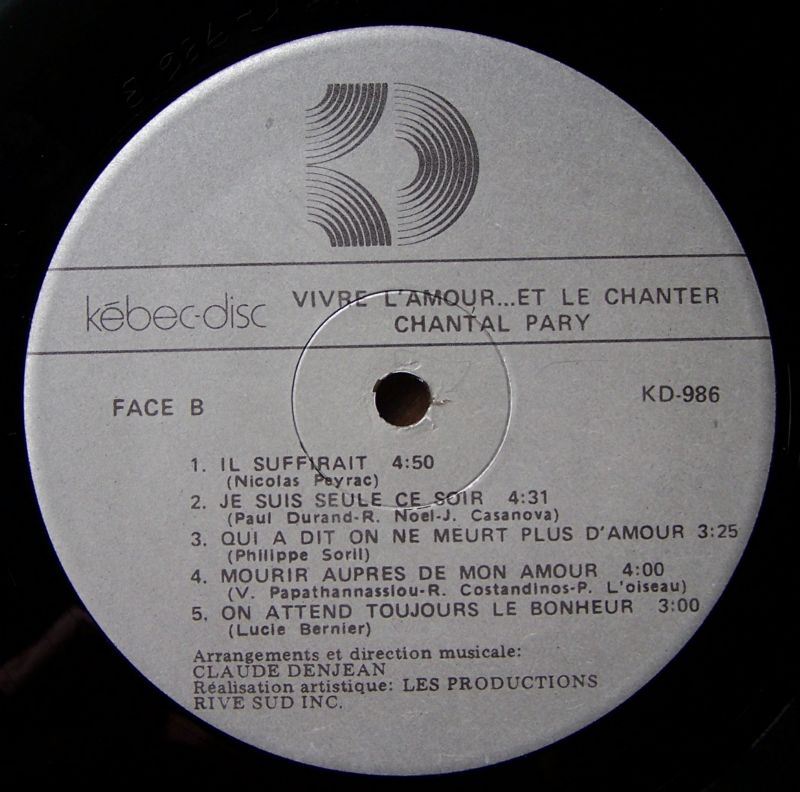 kébec-disc
VIVRE L'AMOUR...ET LE CHANTER
CHANTAL PARY
FACE B
KD-986
1. IL SUFFIRAIT 4:50
(Nicolas Peyrac)
2. JE SUIS SEULE CE SOIR 4:31
(Paul Durand-R. Noel-J. Casanova)
3. QUI A DIT ON NE MEURT PLUS D'AMOUR 3:25
(Philippe Soril)
4. MOURIR AUPRES DE MON AMOUR 4:00
(V. Papathannassiou-R. Costandinos-P. L'oiseau)
5. ON ATTEND TOUJOURS LE BONHEUR 3:00
(Lucie Bernier)
Arrangements et direction musicale:
CLAUDE DENJEAN
Réalisation artistique: LES PRODUCTIONS
RIVE SUD INC.